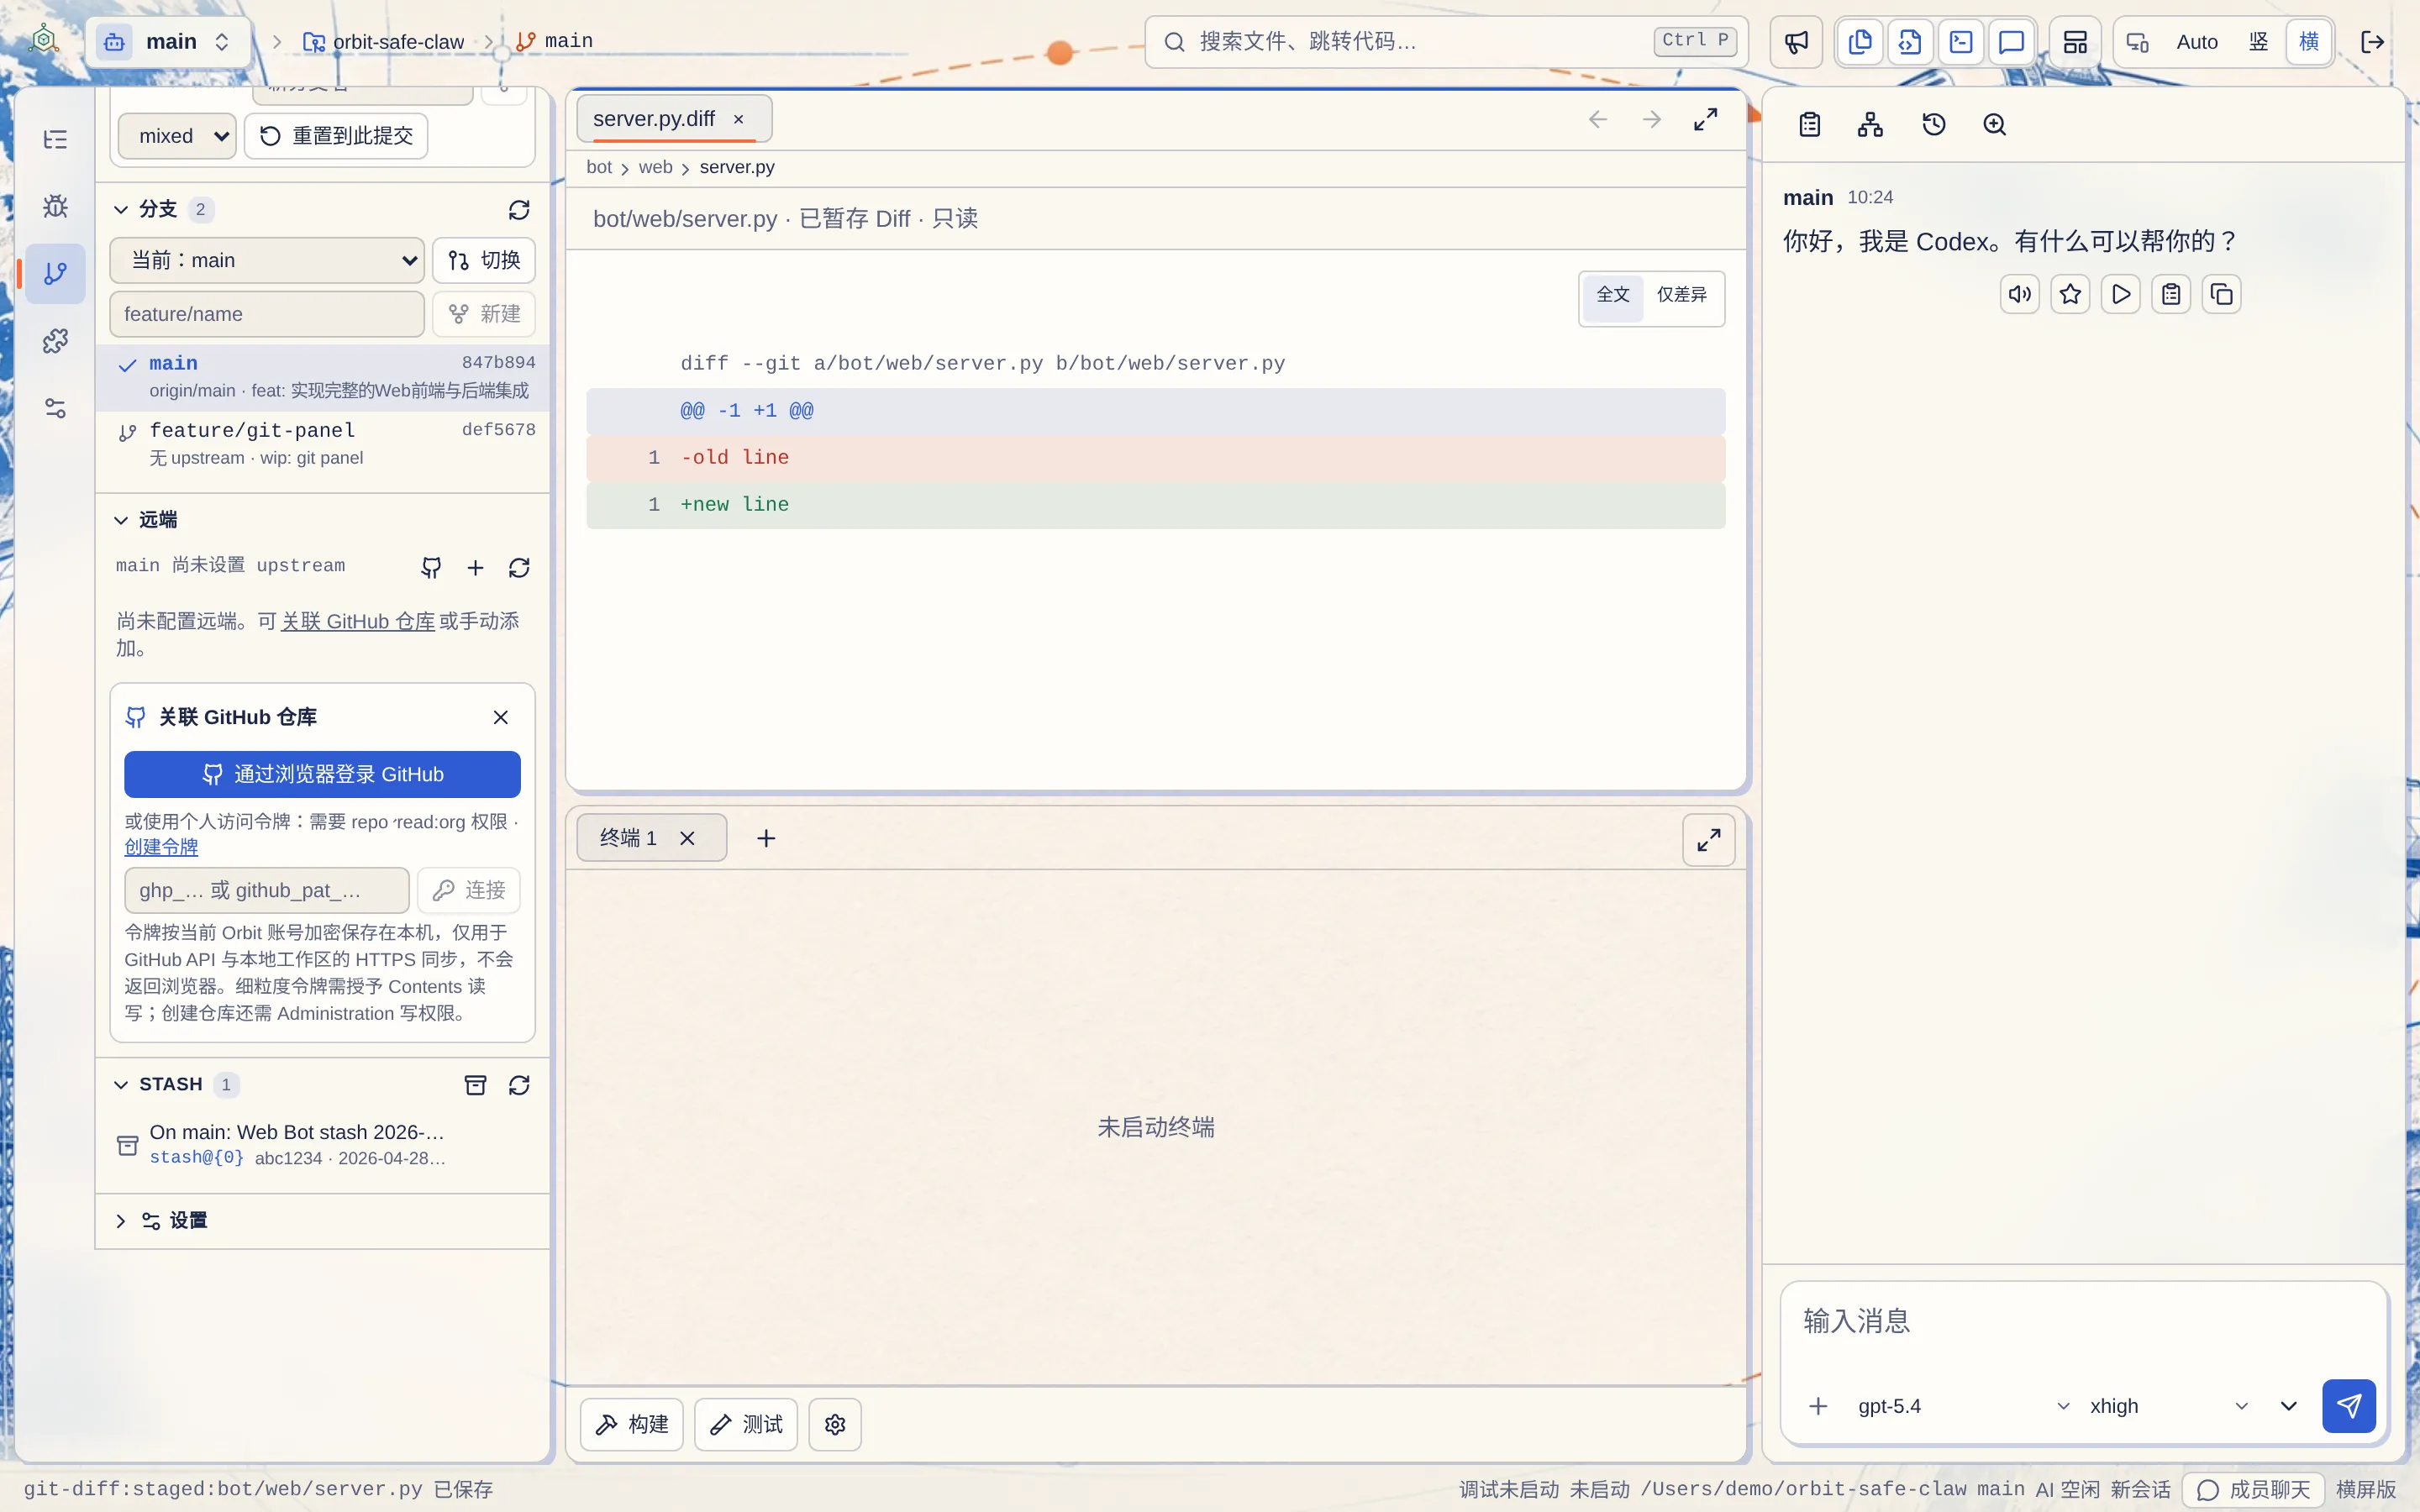 main
orbit-safe-claw
main
搜索文件、跳转代码…
Ctrl P
Auto
竖
横
mixed
重置到此提交
分支 2
当前：main
切换
feature/name
新建
main 847b894
origin/main · feat: 实现完整的Web前端与后端集成
feature/git-panel def5678
无 upstream · wip: git panel
远端
main 尚未设置 upstream
尚未配置远端。可 关联 GitHub 仓库 或手动添
加。
关联 GitHub 仓库
通过浏览器登录 GitHub
或使用个人访问令牌：需要 repo read:org 权限 ·
创建令牌
ghp_… 或 github_pat_…
连接
令牌按当前 Orbit 账号加密保存在本机，仅用于
GitHub API 与本地工作区的 HTTPS 同步，不会
返回浏览器。细粒度令牌需授予 Contents 读
写；创建仓库还需 Administration 写权限。
STASH 1
On main: Web Bot stash 2026-…
stash@{0} abc1234 · 2026-04-28…
设置
server.py.diff ×
bot › web › server.py
bot/web/server.py · 已暂存 Diff · 只读
全文 仅差异
diff --git a/bot/web/server.py b/bot/web/server.py
@@ -1 +1 @@
1 -old line
1 +new line
终端 1
未启动终端
构建
测试
main 10:24
你好，我是 Codex。有什么可以帮你的？
输入消息
gpt-5.4
xhigh
git-diff:staged:bot/web/server.py 已保存
调试未启动 未启动 /Users/demo/orbit-safe-claw main AI 空闲 新会话 成员聊天 横屏版